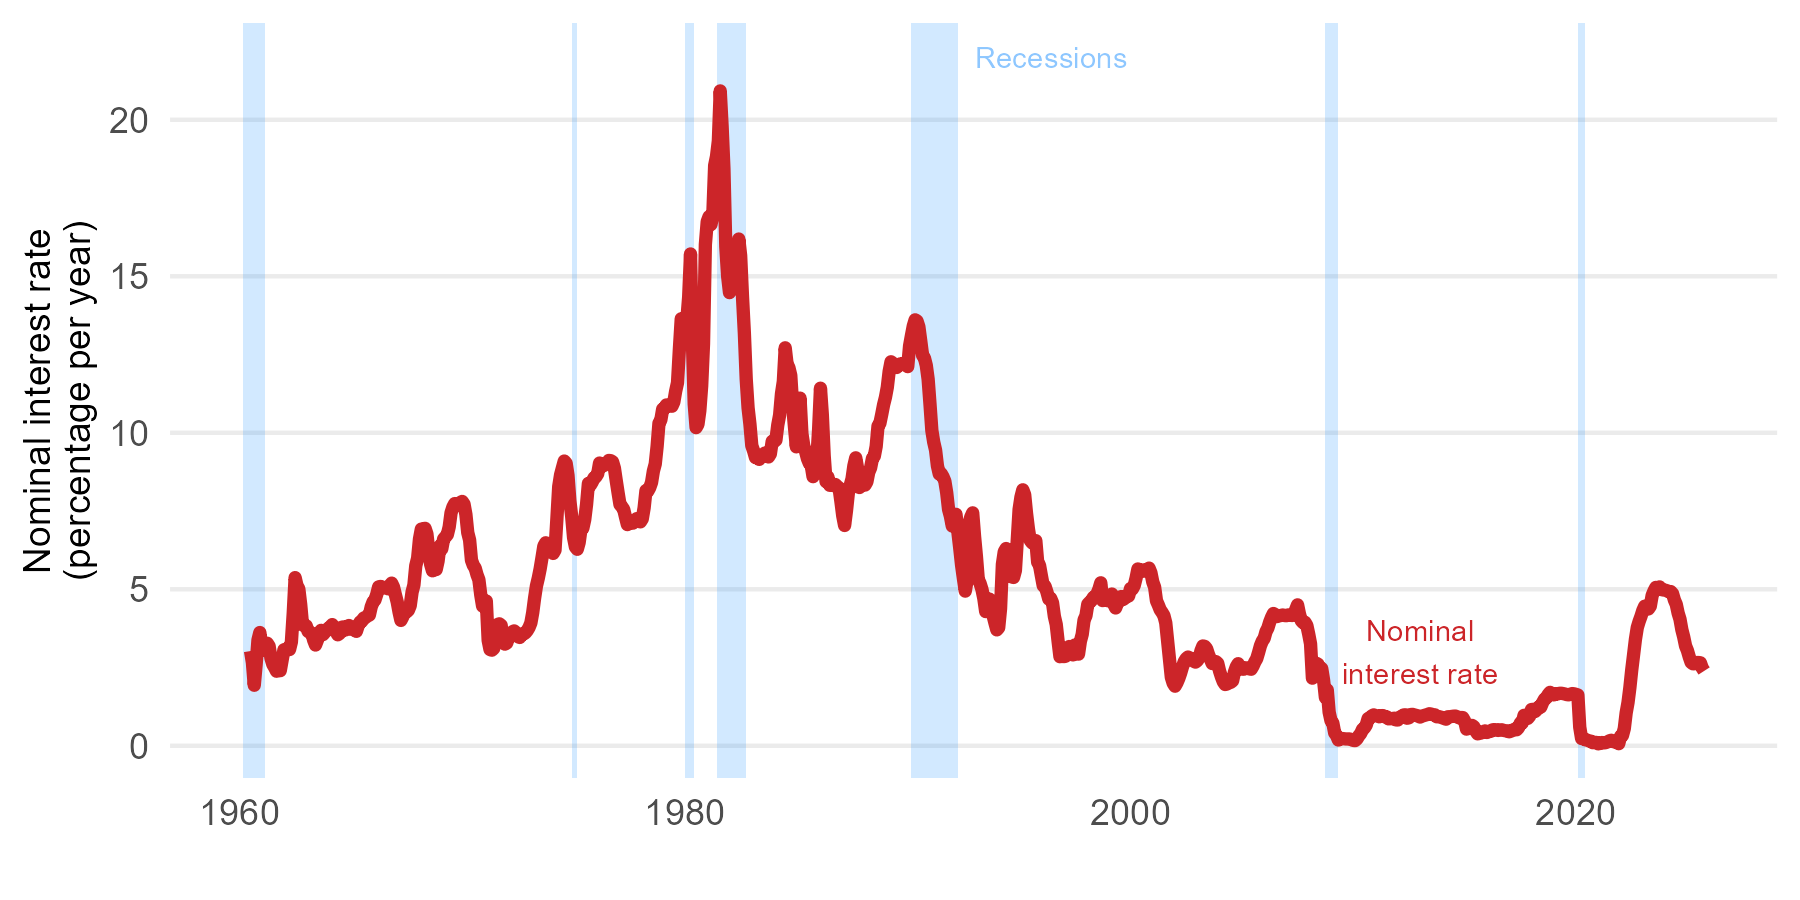 Recessions
20
15
10
5
0
Nominal interest rate
(percentage per year)
Nominal
interest rate
1960
1980
2000
2020